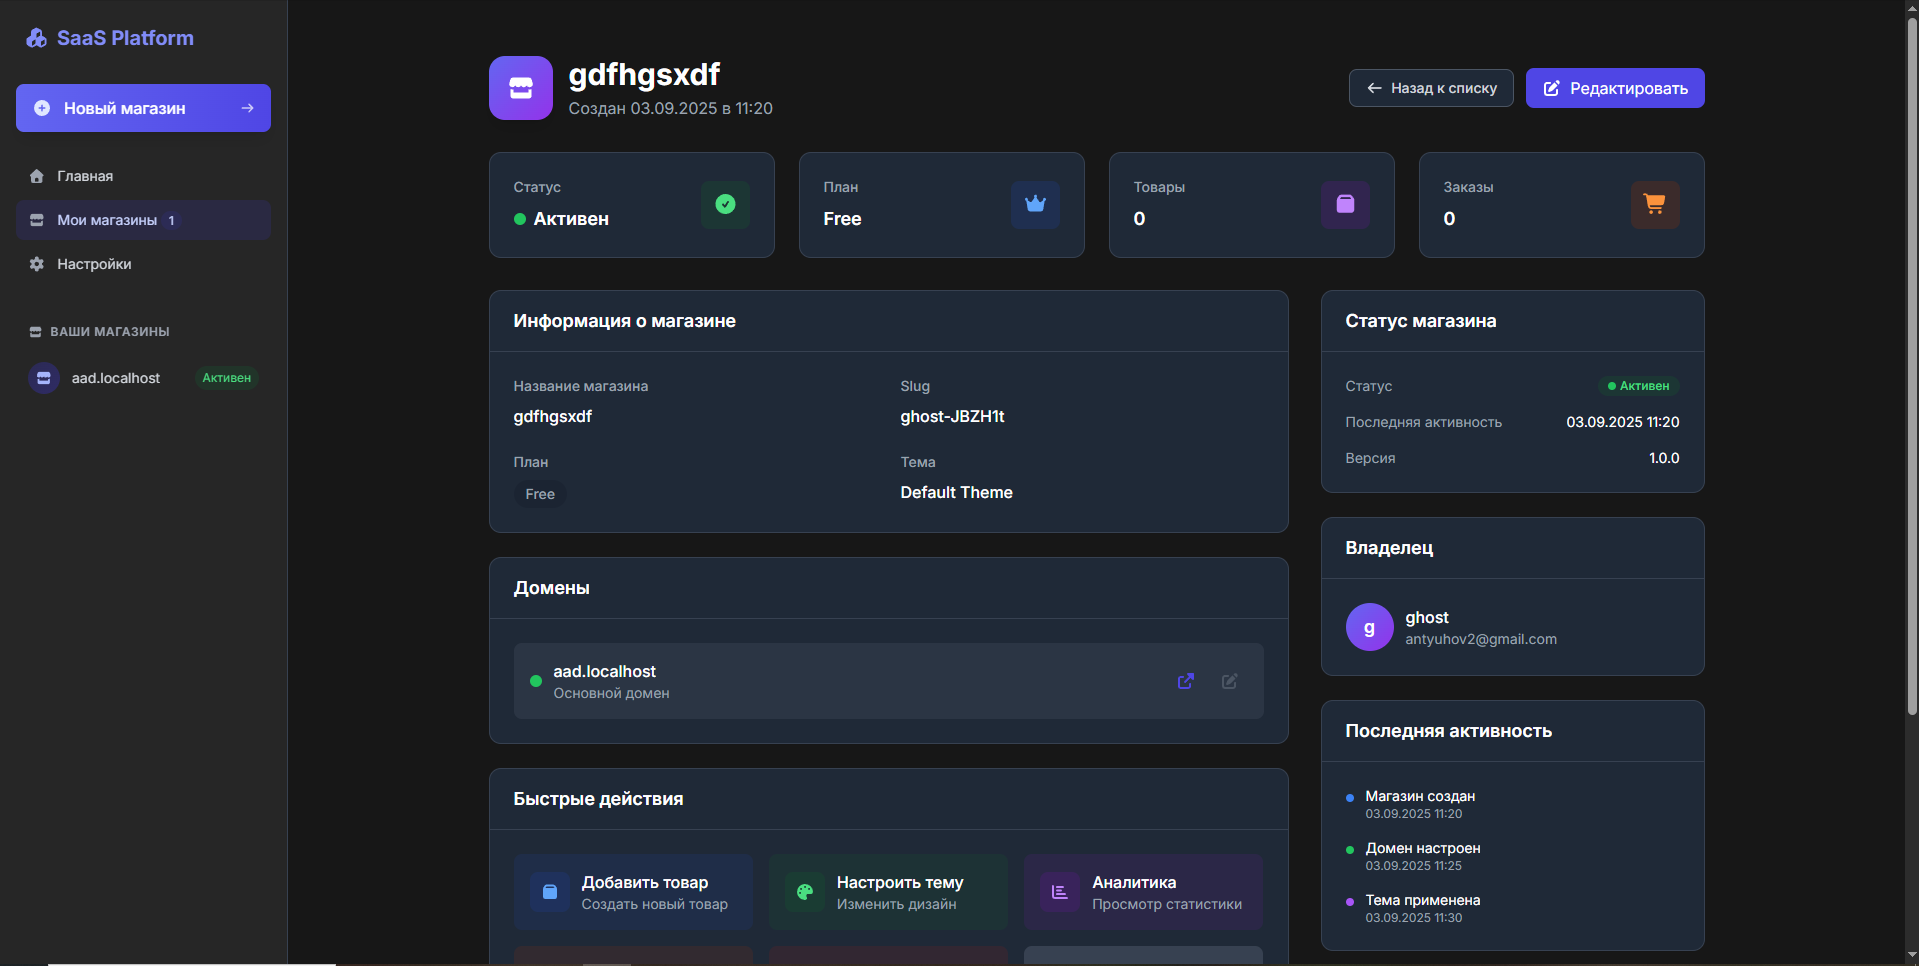 SaaS Platform
Новый магазин
Главная
Мои магазины 1
Настройки
ВАШИ МАГАЗИНЫ
aad.localhost Активен
gdfhgsxdf
Создан 03.09.2025 в 11:20
Назад к списку
Редактировать
Статус
Активен
План
Free
Товары
0
Заказы
0
Информация о магазине
Название магазина
gdfhgsxdf
Slug
ghost-JBZH1t
План
Free
Тема
Default Theme
Домены
aad.localhost
Основной домен
Быстрые действия
Добавить товар
Создать новый товар
Настроить тему
Изменить дизайн
Аналитика
Просмотр статистики
Статус магазина
Статус Активен
Последняя активность 03.09.2025 11:20
Версия 1.0.0
Владелец
g
ghost
antyuhov2@gmail.com
Последняя активность
Магазин создан
03.09.2025 11:20
Домен настроен
03.09.2025 11:25
Тема применена
03.09.2025 11:30